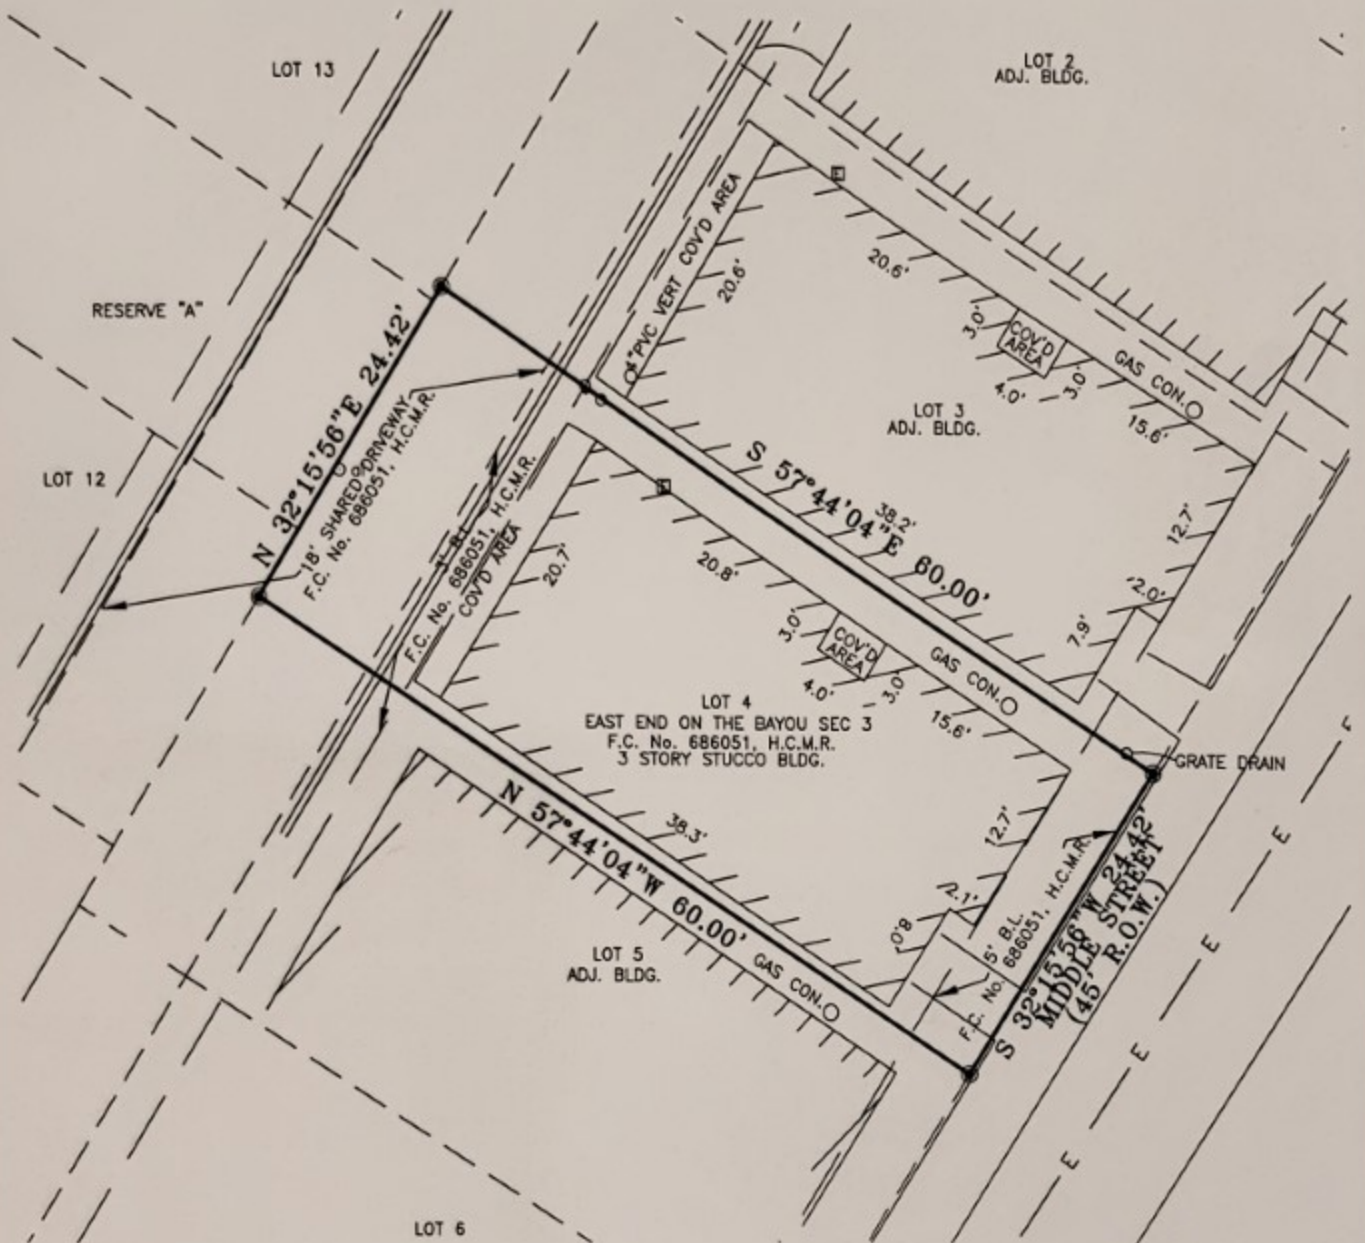 LOT 13
LOT 2
ADJ. BLDG.
RESERVE "A"
LOT 12
N 32°15'56"E 24.42'
18' SHARED DRIVEWAY
F.C. No. 686051, H.C.M.R.
3' B.L.
F.C. No. 686051, H.C.M.R.
COV'D AREA
4"PVC VERT COV'D AREA
20.6'
E
20.6'
3.0'
COV'D
AREA
4.0'
3.0'
GAS CON.
15.6'
LOT 3
ADJ. BLDG.
12.7'
2.0'
7.9'
38.2'
S 57°44'04"E 60.00'
E
20.7'
20.8'
3.0'
COV'D
AREA
4.0'
3.0'
GAS CON.
15.6'
LOT 4
EAST END ON THE BAYOU SEC 3
F.C. No. 686051, H.C.M.R.
3 STORY STUCCO BLDG.
GRATE DRAIN
12.7'
2.1'
8.0'
38.3'
N 57°44'04"W 60.00'
GAS CON.
5' B.L.
F.C. No. 686051, H.C.M.R.
S 32°15'56"W 24.42'
MIDDLE STREET
(45' R.O.W.)
E
E
E
E
E
LOT 5
ADJ. BLDG.
LOT 6